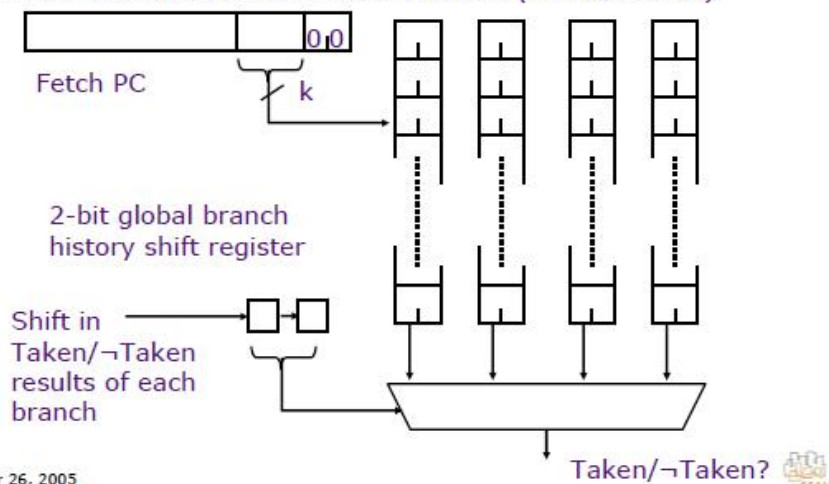 0 0
Fetch PC
k
2-bit global branch
history shift register
Shift in
Taken/¬Taken
results of each
branch
Taken/¬Taken?
26, 2005